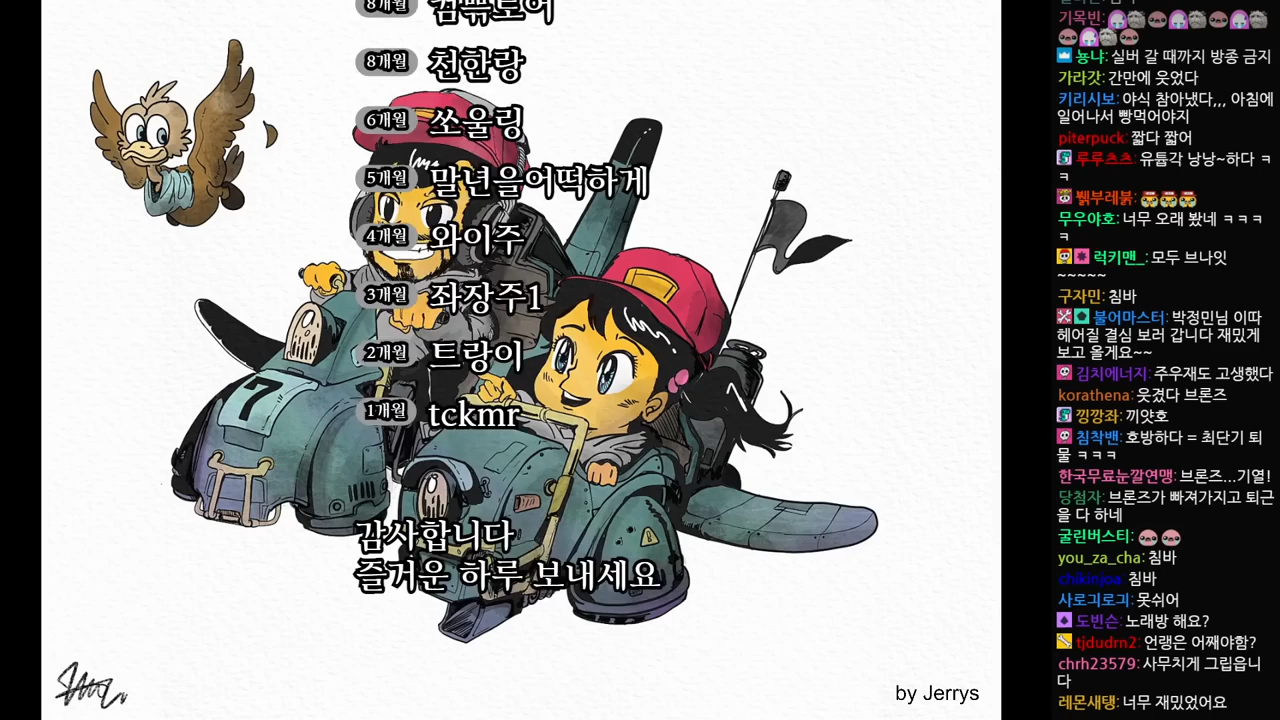 8개월
8개월 천한랑
6개월 쏘울링
5개월 말년을어떡하게
4개월 와이주
3개월 좌장주1
2개월 트랑이
1개월 tckmr
7
감사합니다
즐거운 하루 보내세요
by Jerrys
기목빈:
뇽냐: 실버 갈 때까지 방종 금지
가라갓: 간만에 웃었다
키리시보: 야식 참아냈다,,, 아침에
일어나서 빵먹어야지
piterpuck: 짧다 짧어
루루츠츠: 유튭각 낭낭~하다 ㅋ
ㅋ
뷁부레붉:
무우야호: 너무 오래 봤네 ㅋㅋㅋ
ㅋ
럭키맨_: 모두 브나잇
~~~~~
구자민: 침바
불어마스터: 박정민님 이따
헤어질 결심 보러 갑니다 재밌게
보고 올게요~~
김치에너지: 주우재도 고생했다
korathena: 웃겼다 브론즈
낑깡좌: 끼얏호
침착밴: 호방하다 = 최단기 퇴
물 ㅋㅋㅋ
한국무료눈깔연맹: 브론즈...기열!
당첨자: 브론즈가 빠져가지고 퇴근
을 다 하네
굴린버스티:
you_za_cha: 침바
chikinjoa: 침바
사로긔로긔: 못쉬어
도빈슨: 노래방 해요?
tjdudrn2: 언랭은 어째야함?
chrh23579: 사무치게 그립읍니
다
레몬새탱: 너무 재밌었어요